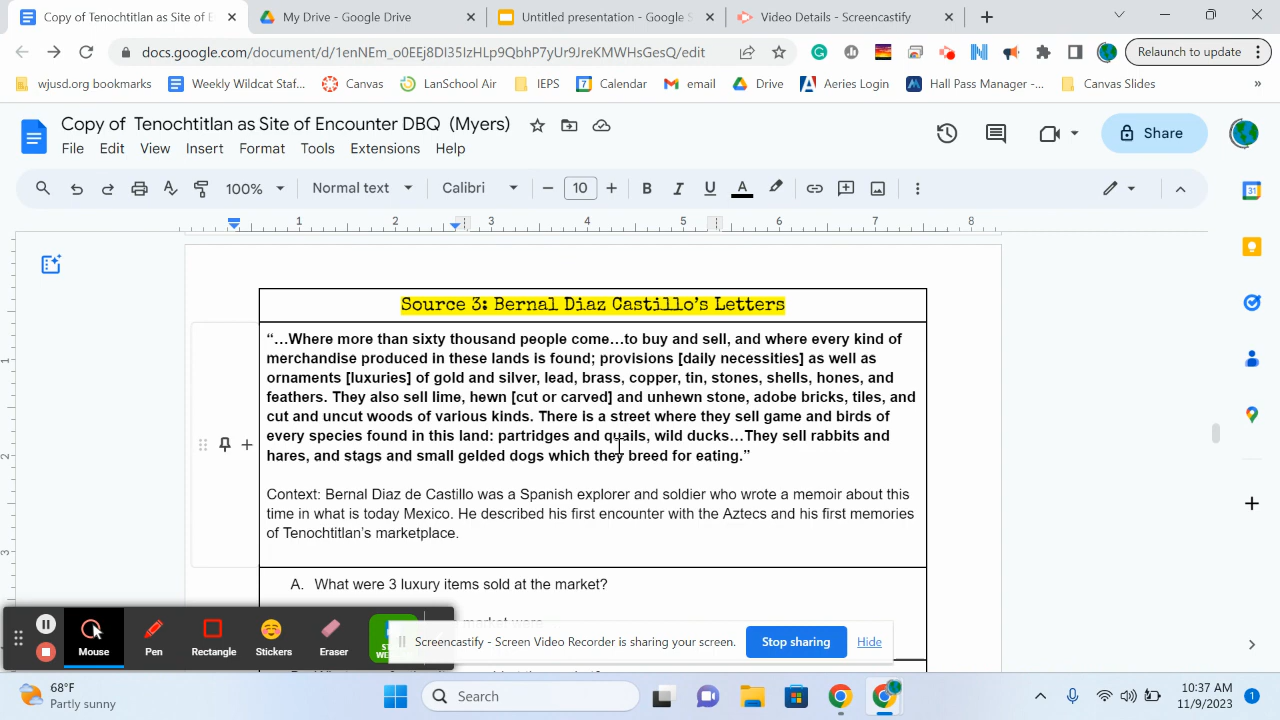 Copy of Tenochtitlan as Site of E
My Drive - Google Drive
Untitled presentation - Google S
Video Details - Screencastify
docs.google.com/document/d/1enNEm_o0EEj8DI35IzHLp9QbhP7yUr9JreKMWHsGesQ/edit
Relaunch to update
wjusd.org bookmarks
Weekly Wildcat Staf...
Canvas
LanSchool Air
IEPS
Calendar
email
Drive
Aeries Login
Hall Pass Manager -...
Canvas Slides
»
Copy of Tenochtitlan as Site of Encounter DBQ (Myers)
File Edit View Insert Format Tools Extensions Help
Share
100% Normal text Calibri 10 B I U A
1 2 3 4 5 6 7 8
Source 3: Bernal Diaz Castillo's Letters
“…Where more than sixty thousand people come…to buy and sell, and where every kind of
merchandise produced in these lands is found; provisions [daily necessities] as well as
ornaments [luxuries] of gold and silver, lead, brass, copper, tin, stones, shells, hones, and
feathers. They also sell lime, hewn [cut or carved] and unhewn stone, adobe bricks, tiles, and
cut and uncut woods of various kinds. There is a street where they sell game and birds of
every species found in this land: partridges and quails, wild ducks…They sell rabbits and
hares, and stags and small gelded dogs which they breed for eating.”
Context: Bernal Diaz de Castillo was a Spanish explorer and soldier who wrote a memoir about this
time in what is today Mexico. He described his first encounter with the Aztecs and his first memories
of Tenochtitlan's marketplace.
A. What were 3 luxury items sold at the market?
1
2
3
31
Mouse
Pen
Rectangle
Stickers
Eraser
Screencastify - Screen Video Recorder is sharing your screen.
Stop sharing
Hide
68°F
Partly sunny
Search
10:37 AM
11/9/2023
1